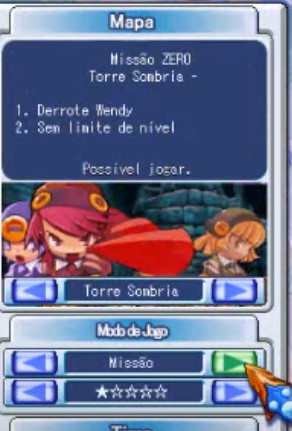 Mapa
Missão ZERO
Torre Sombria -
1. Derrote Wendy
2. Sem limite de nível
Possível jogar.
Torre Sombria
Modo de Jogo
Missão
★☆☆☆☆
Time